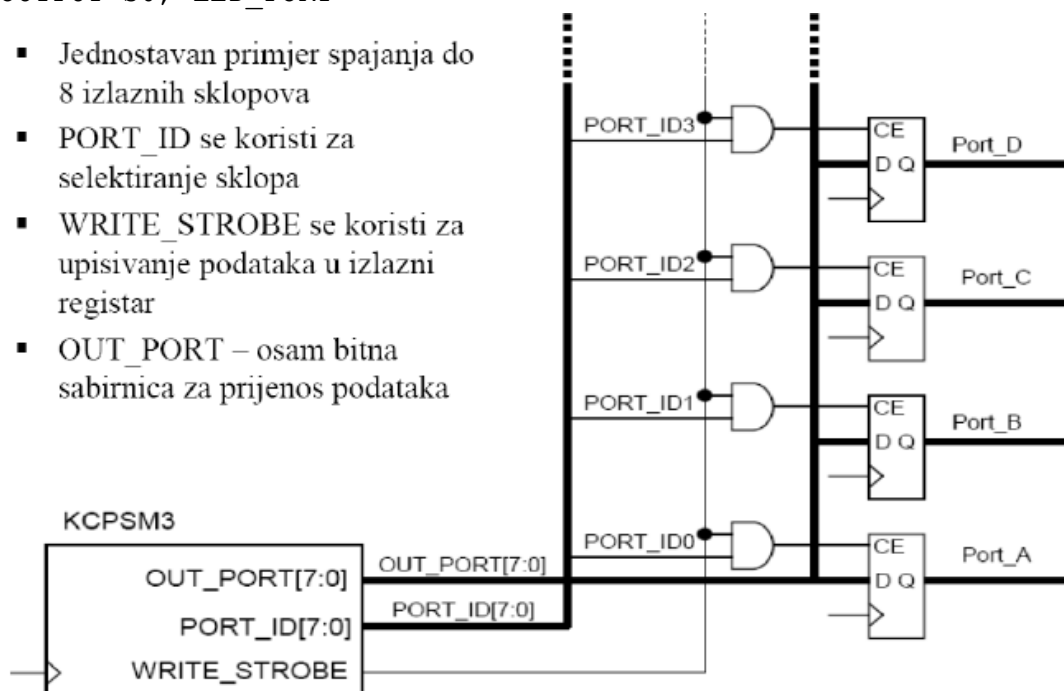 ▪ Jednostavan primjer spajanja do
8 izlaznih sklopova
▪ PORT_ID se koristi za
selektiranje sklopa
▪ WRITE_STROBE se koristi za
upisivanje podataka u izlazni
registar
▪ OUT_PORT – osam bitna
sabirnica za prijenos podataka
PORT_ID3
CE
D Q
Port_D
PORT_ID2
CE
D Q
Port_C
PORT_ID1
CE
D Q
Port_B
PORT_ID0
CE
D Q
Port_A
KCPSM3
OUT_PORT[7:0]
OUT_PORT[7:0]
PORT_ID[7:0]
PORT_ID[7:0]
WRITE_STROBE